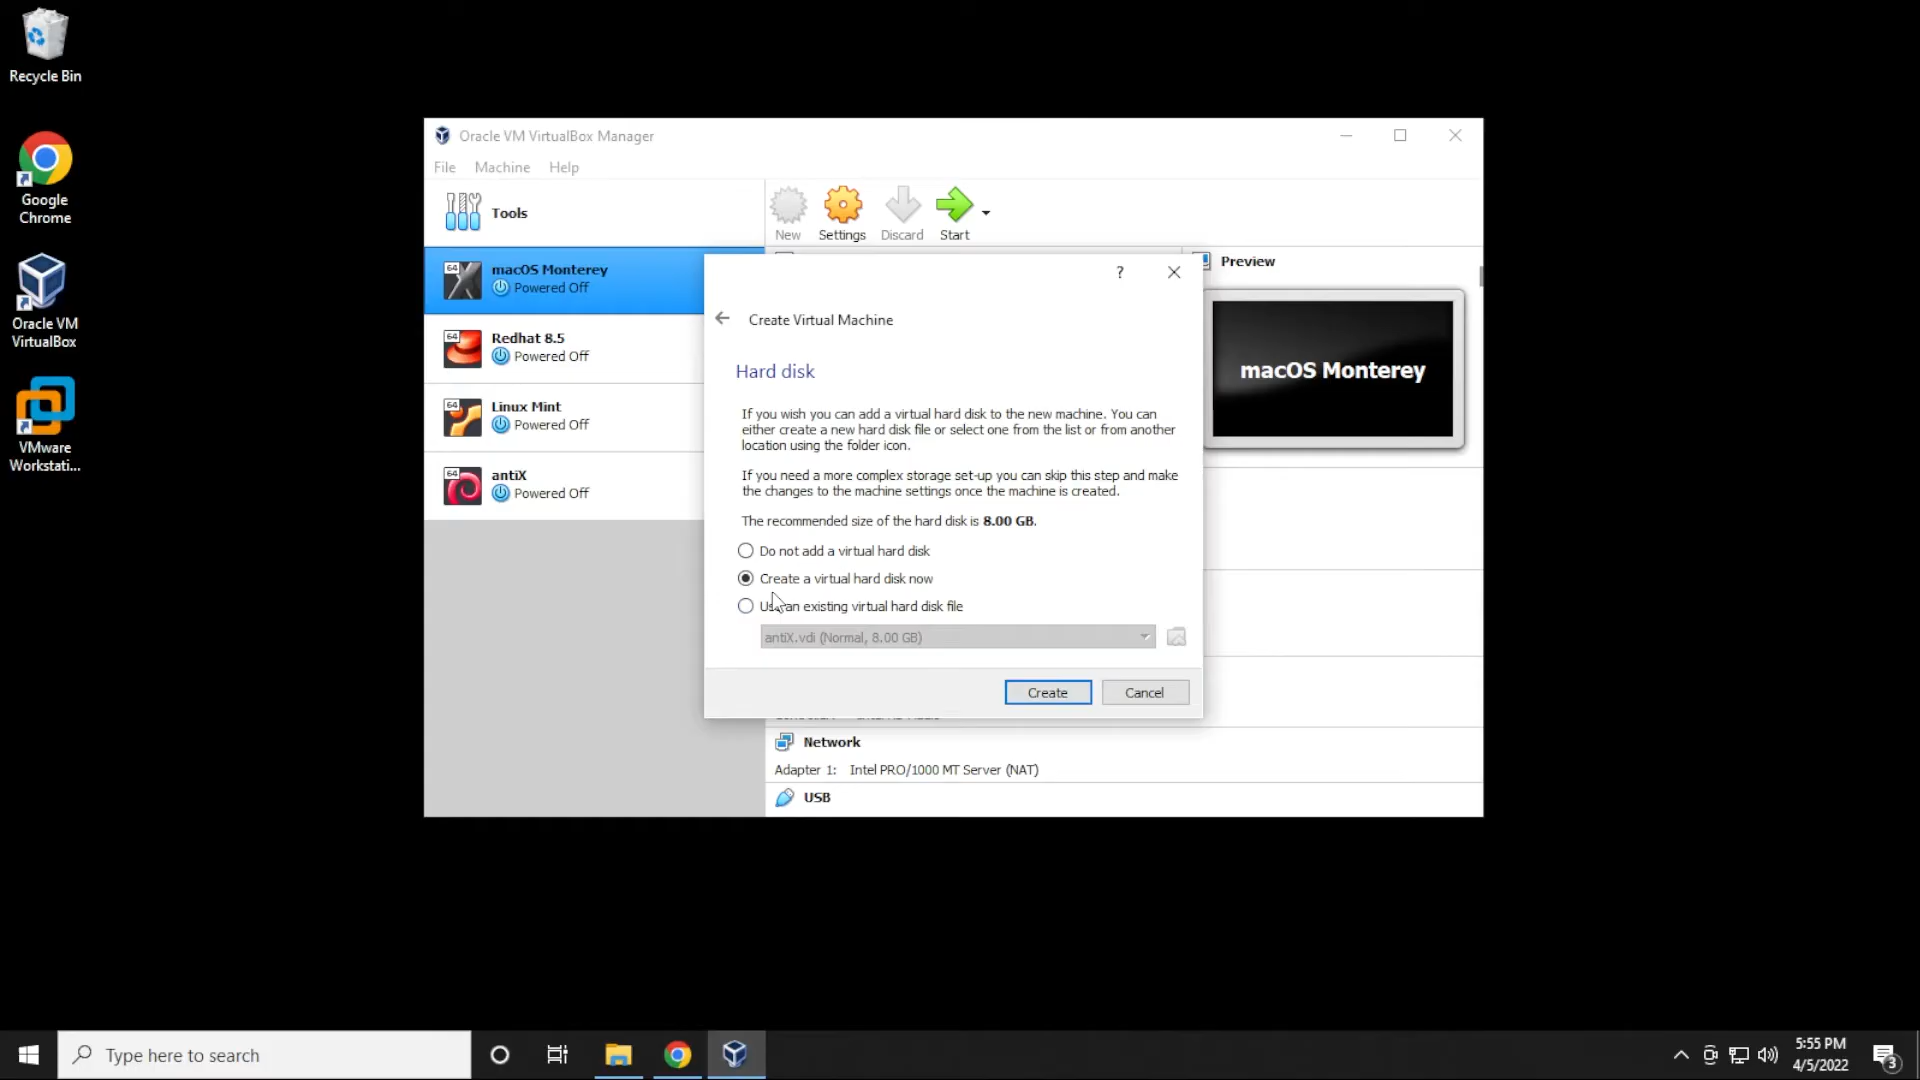 Recycle Bin
Google
Chrome
Oracle VM
VirtualBox
VMware
Workstati...
Oracle VM VirtualBox Manager
File Machine Help
Tools
New Settings Discard Start
64
macOS Monterey
Powered Off
64
Redhat 8.5
Powered Off
64
Linux Mint
Powered Off
64
antiX
Powered Off
Preview
macOS Monterey
?
Create Virtual Machine
Hard disk
If you wish you can add a virtual hard disk to the new machine. You can
either create a new hard disk file or select one from the list or from another
location using the folder icon.
If you need a more complex storage set-up you can skip this step and make
the changes to the machine settings once the machine is created.
The recommended size of the hard disk is 8.00 GB.
Do not add a virtual hard disk
Create a virtual hard disk now
an existing virtual hard disk file
antiX.vdi (Normal, 8.00 GB)
Create Cancel
Network
Adapter 1: Intel PRO/1000 MT Server (NAT)
USB
Type here to search
5:55 PM
4/5/2022
3